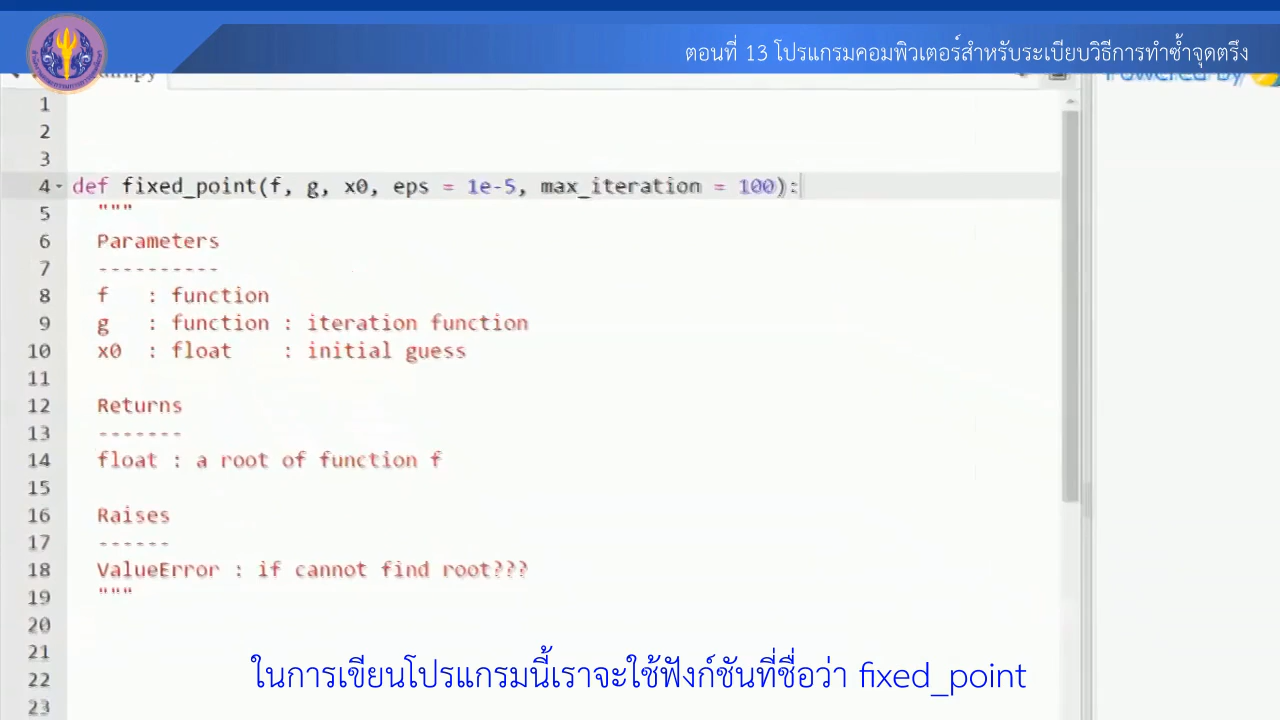 ตอนที่ 13 โปรแกรมคอมพิวเตอร์สำหรับระเบียบวิธีการทำซ้ำจุดตรึง
Powered by
1
2
3
4 def fixed_point(f, g, x0, eps = 1e-5, max_iteration = 100):
5 """
6 Parameters
7 ----------
8 f : function
9 g : function : iteration function
10 x0 : float : initial guess
11
12 Returns
13 -------
14 float : a root of function f
15
16 Raises
17 ------
18 ValueError : if cannot find root???
19 """
20
21
22
23
ในการเขียนโปรแกรมนี้เราจะใช้ฟังก์ชันที่ชื่อว่า fixed_point